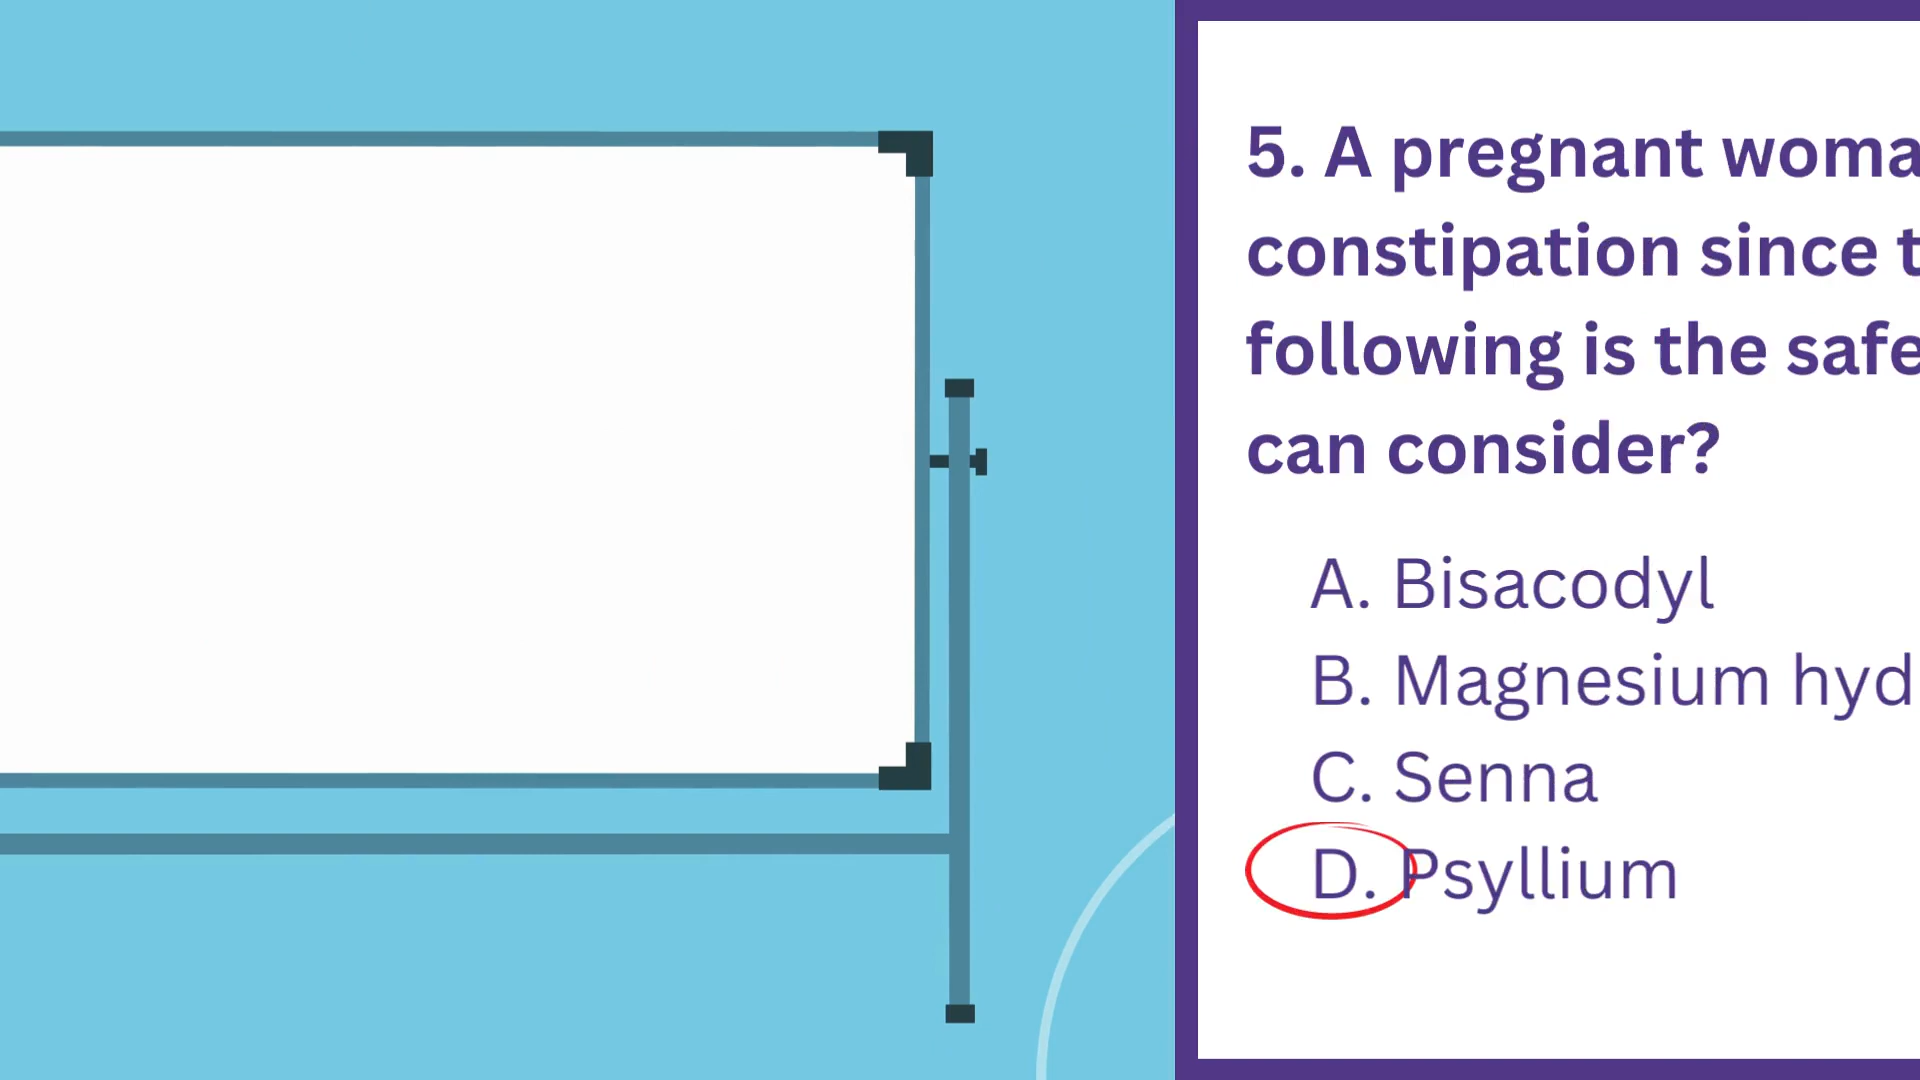 5. A pregnant woma
constipation since t
following is the safe
can consider?
A. Bisacodyl
B. Magnesium hyd
C. Senna
D. Psyllium